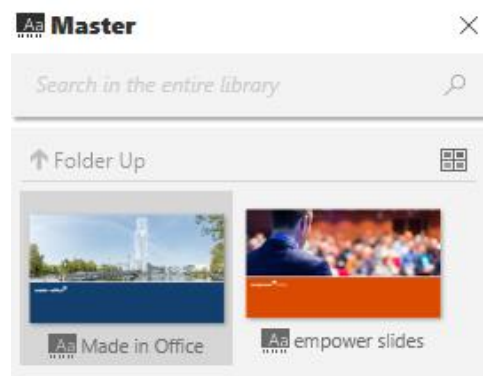 Aa Master
Search in the entire library
Folder Up
Aa Made in Office
Aa empower slides